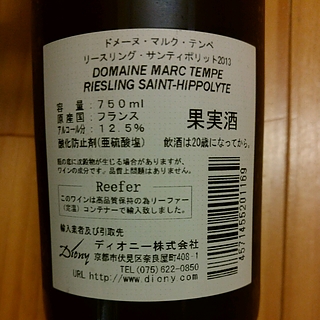 ドメーヌ・マルク・テンペ
リースリング・サンティポリット2013
DOMAINE MARC TEMPE
RIESLING SAINT-HIPPOLYTE
容 量:750ml
原産国:フランス
アルコール分:12.5%
果実酒
酸化防止剤(亜硫酸塩) 飲酒は20歳になってから。
瓶の底に沈殿物が生じる場合がありますが、
ワインの成分です。品質上問題はありません。
Reefer
このワインは高品質保持の為リーファー
(定温)コンテナーで輸入致しました。
輸入業者及び引取先
Diony ディオニー株式会社
京都市伏見区奈良屋町408-1
TEL(075)622-0850
URL http://www.diony.com
4571455201169